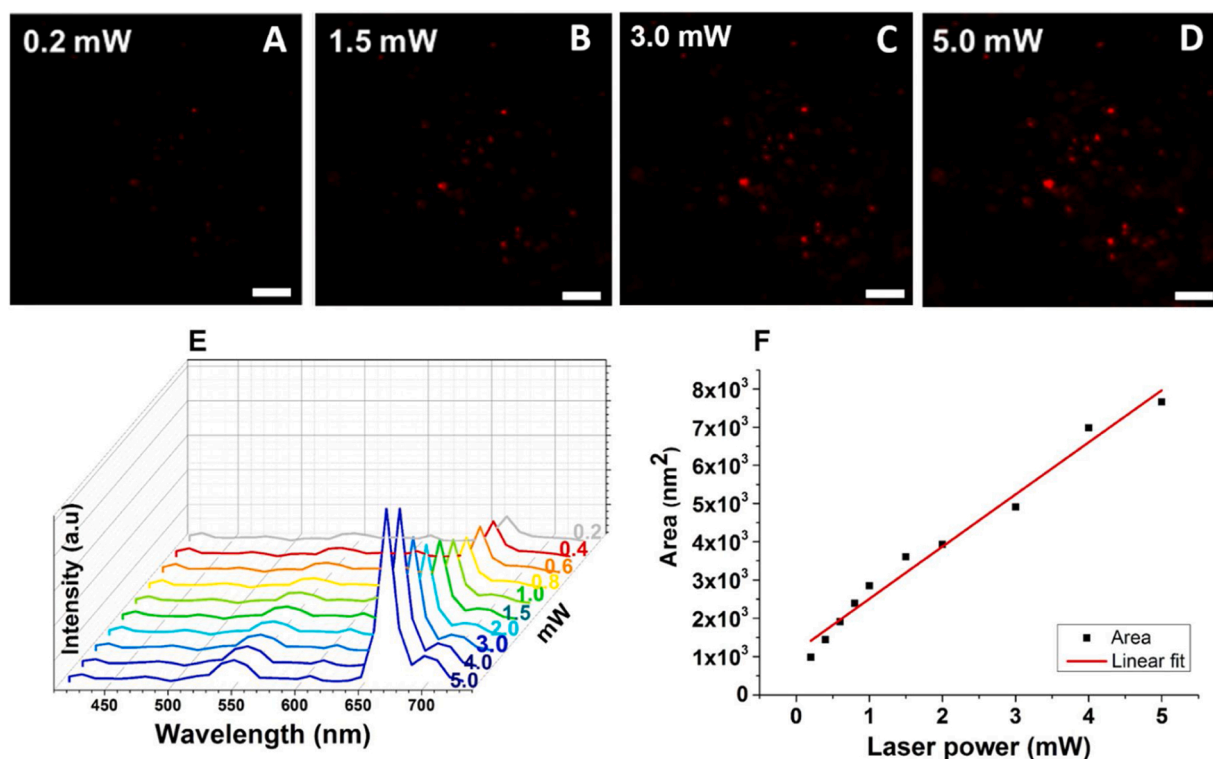 0.2 mW A
1.5 mW B
3.0 mW C
5.0 mW D
E
Intensity (a.u)
450 500 550 600 650 700
Wavelength (nm)
0.2
0.4
0.6
0.8
1.0
1.5
2.0
3.0
4.0
5.0
mW
F
Area (nm²)
8x10³
7x10³
6x10³
5x10³
4x10³
3x10³
2x10³
1x10³
0
0 1 2 3 4 5
Laser power (mW)
Area
Linear fit